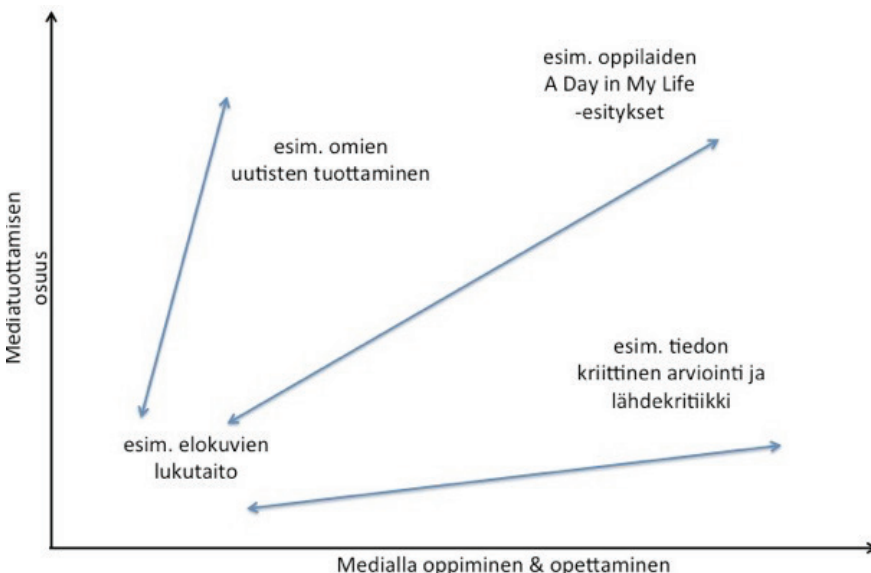 esim. oppilaiden
A Day in My Life
-esitykset
esim. omien
uutisten tuottaminen
Mediatuottamisen
osuus
esim. tiedon
kriittinen arviointi ja
lähdekritiikki
esim. elokuvien
lukutaito
Medialla oppiminen & opettaminen